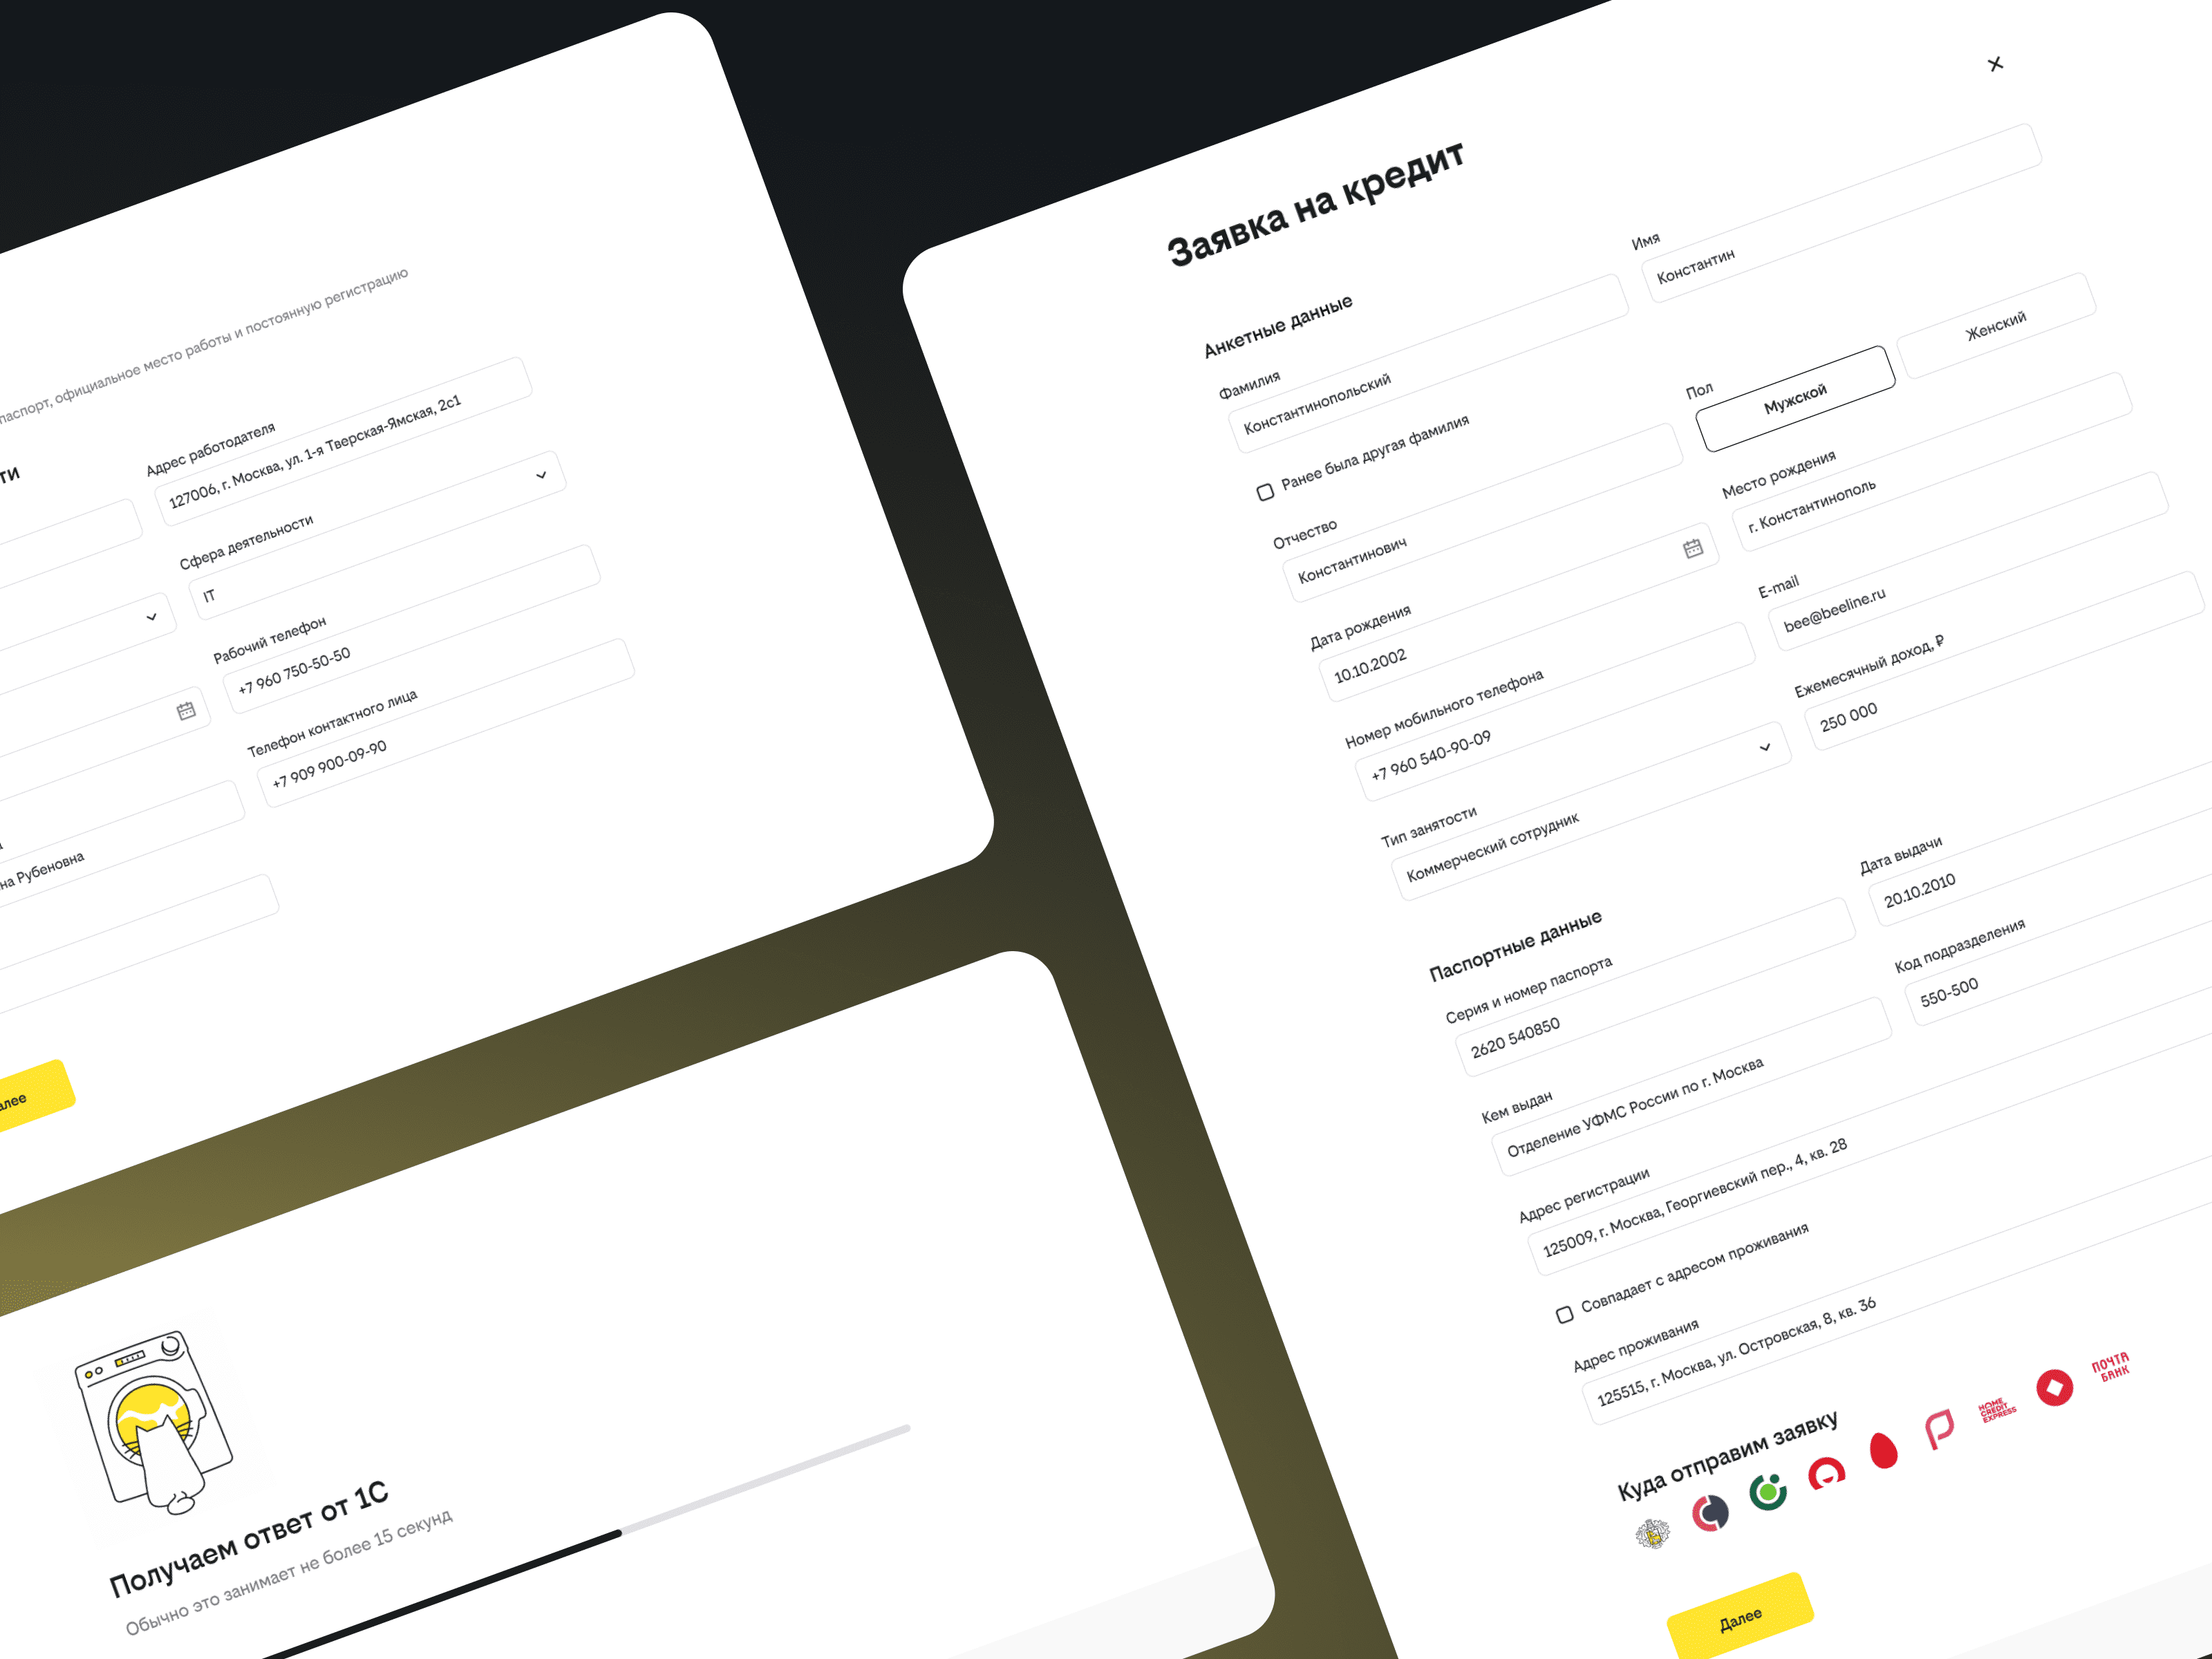 паспорт, официальное место работы и постоянную регистрацию
ти
Адрес работодателя
127006, г. Москва, ул. 1-я Тверская-Ямская, 2с1
Сфера деятельности
IT
Рабочий телефон
+7 960 750-50-50
Телефон контактного лица
+7 909 900-09-90
на Рубеновна
алее
Получаем ответ от 1С
Обычно это занимает не более 15 секунд
Заявка на кредит
Анкетные данные
Фамилия
Константинопольский
Имя
Константин
Ранее была другая фамилия
Пол
Мужской
Женский
Отчество
Константинович
Место рождения
г. Константинополь
Дата рождения
10.10.2002
E-mail
bee@beeline.ru
Номер мобильного телефона
+7 960 540-90-09
Ежемесячный доход, ₽
250 000
Тип занятости
Коммерческий сотрудник
Паспортные данные
Серия и номер паспорта
2620 540850
Дата выдачи
20.10.2010
Кем выдан
Отделение УФМС России по г. Москва
Код подразделения
550-500
Адрес регистрации
125009, г. Москва, Георгиевский пер., 4, кв. 28
Совпадает с адресом проживания
Адрес проживания
125515, г. Москва, ул. Островская, 8, кв. 36
Куда отправим заявку
HOME
CREDIT
EXPRESS
ПОЧТА
БАНК
Далее